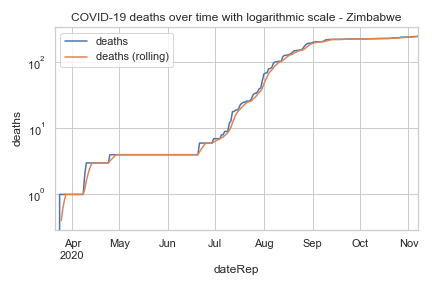 COVID-19 deaths over time with logarithmic scale - Zimbabwe
deaths
deaths (rolling)
10²
10¹
10⁰
deaths
Apr May Jun Jul Aug Sep Oct Nov
2020
dateRep